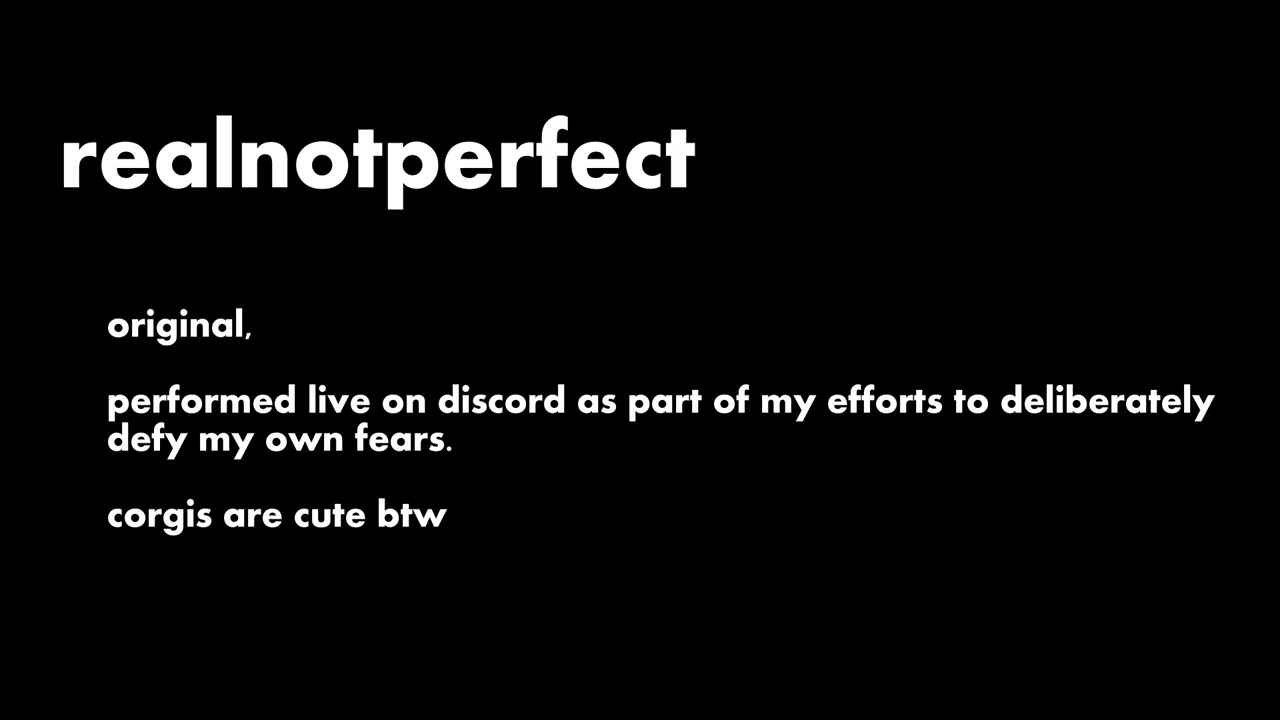 realnotperfect
original,
performed live on discord as part of my efforts to deliberately
defy my own fears.
corgis are cute btw